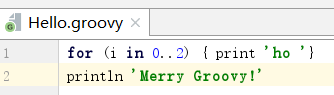 Hello.groovy
1 for (i in 0..2) { print 'ho '}
2 println 'Merry Groovy!'